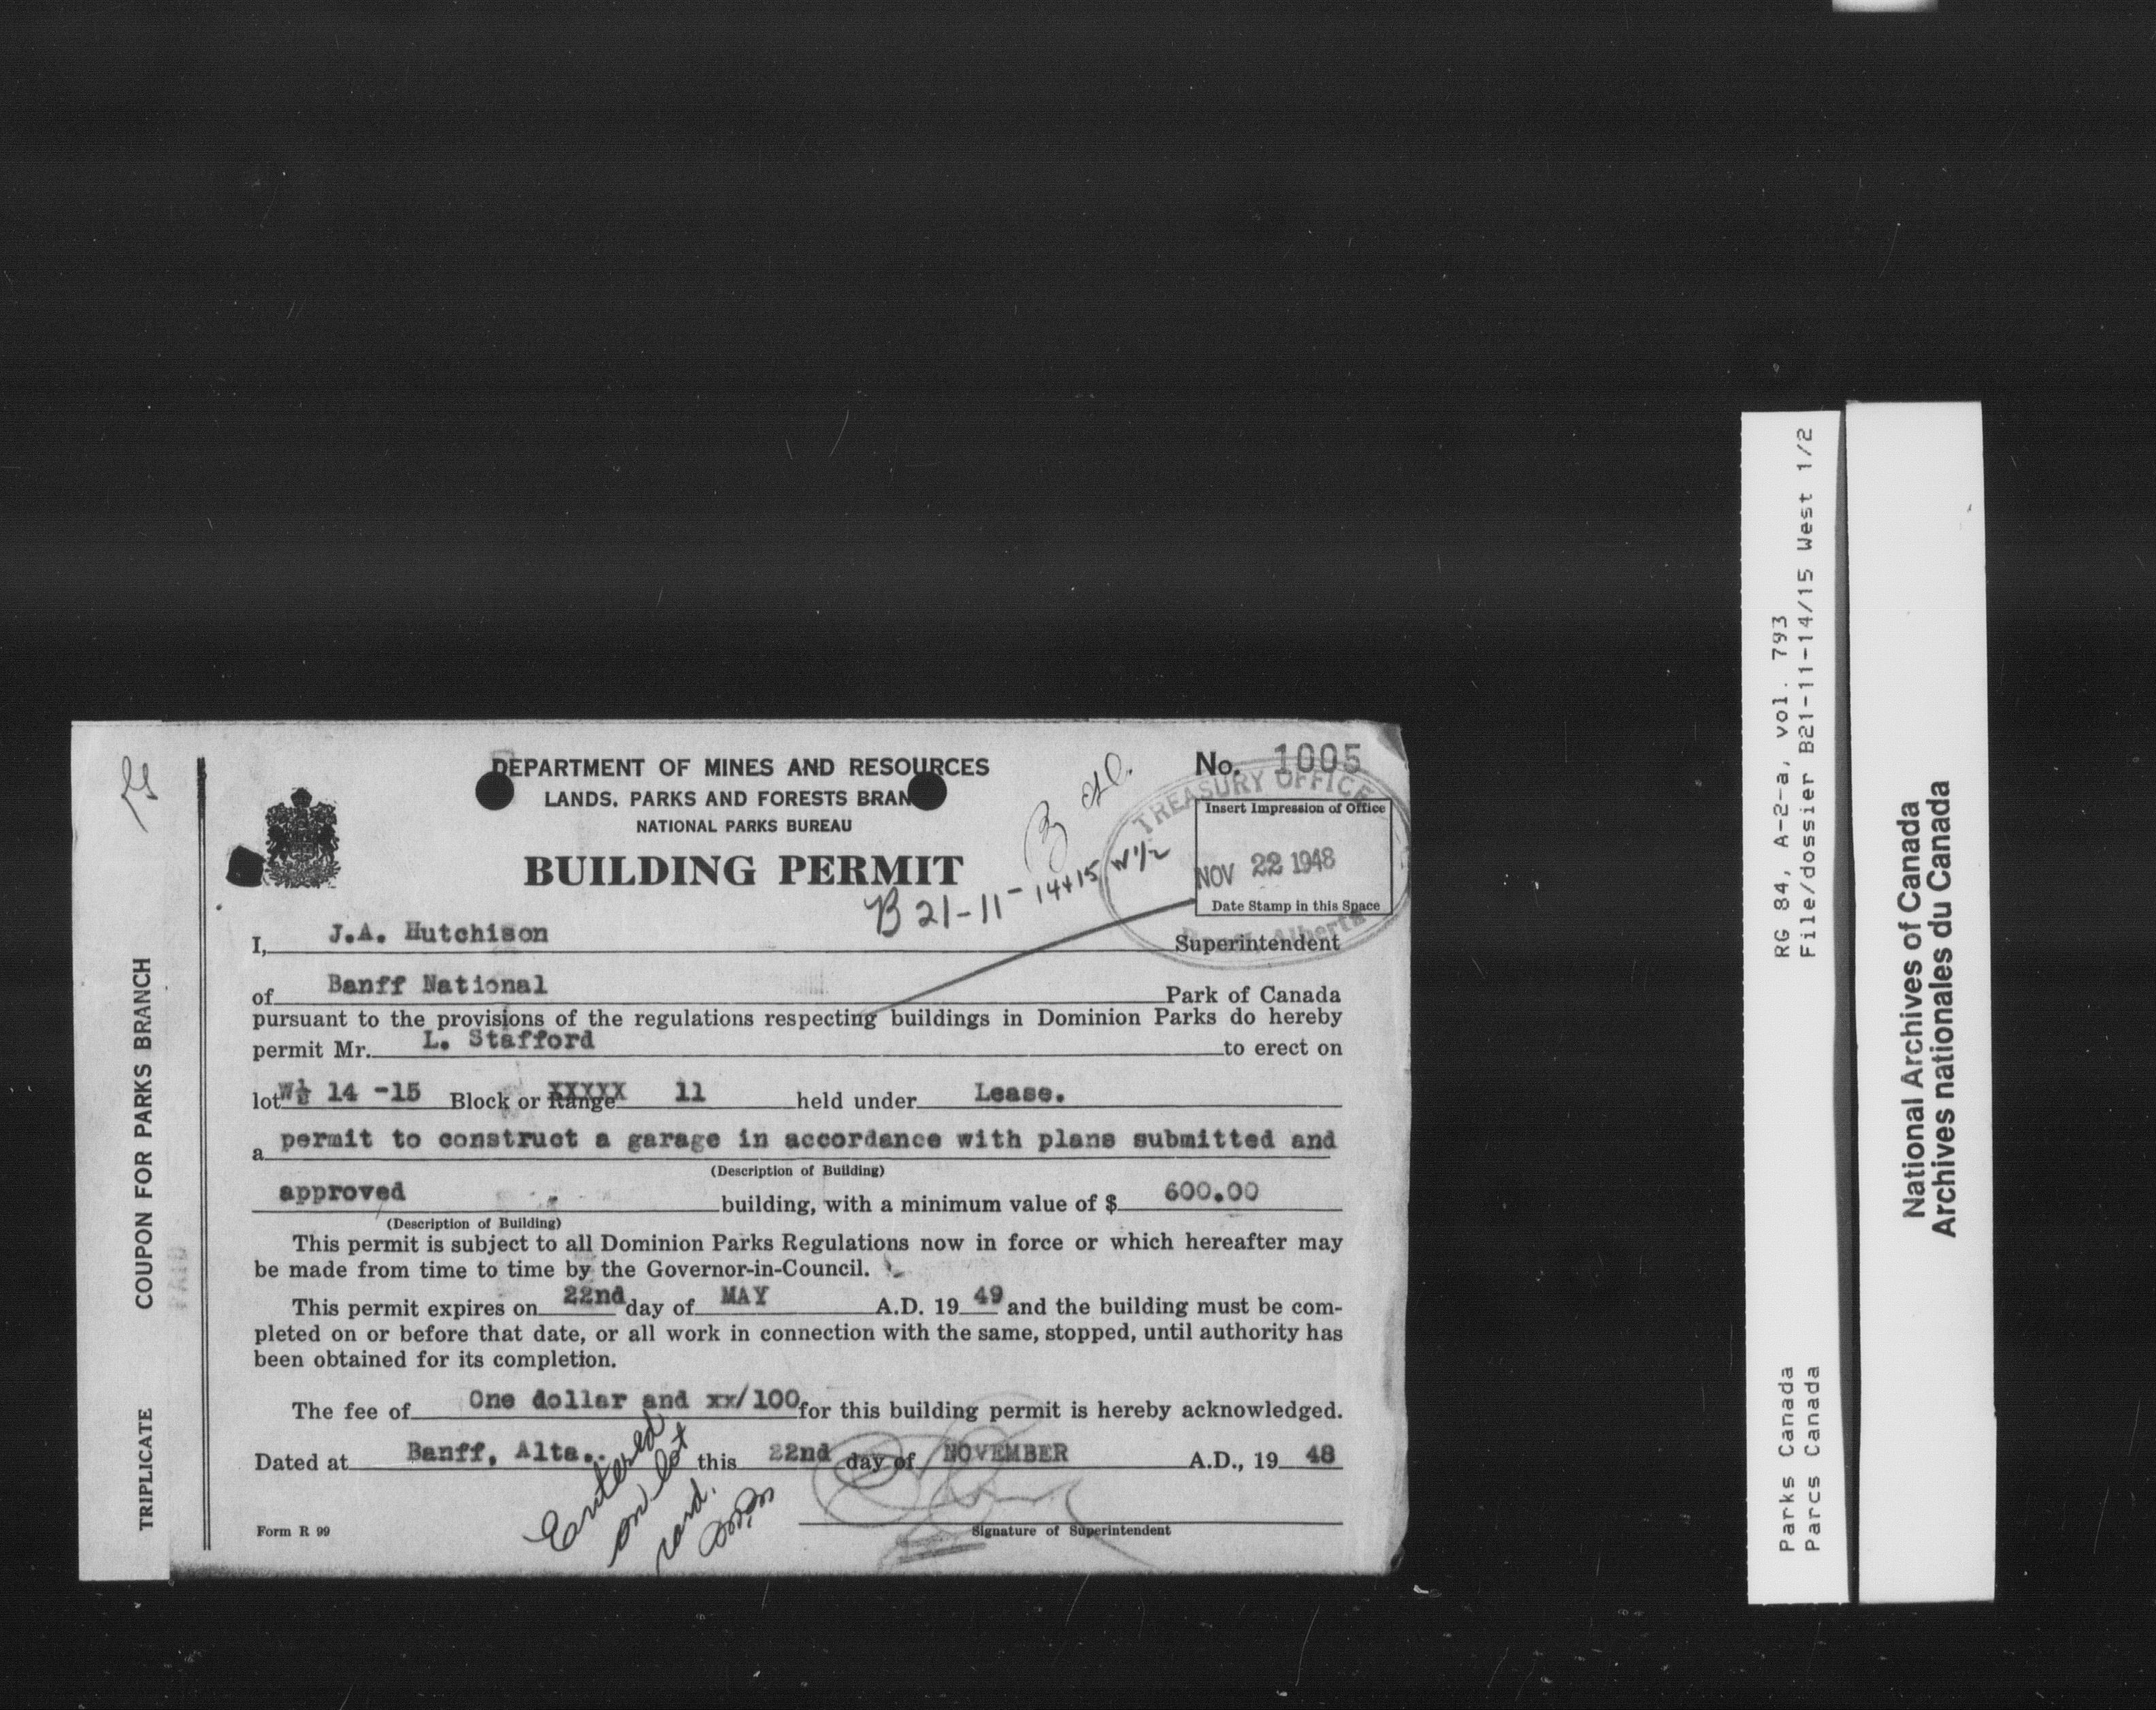 DEPARTMENT OF MINES AND RESOURCES
LANDS, PARKS AND FORESTS BRAN
NATIONAL PARKS BUREAU
BUILDING PERMIT
No. 1005
TREASURY OFFICE
Insert Impression of Office
NOV 22 1948
Date Stamp in this Space
Banff, Alberta
B 21-11-14+15 W 1/2
I, J.A. Hutchison Superintendent
of Banff National Park of Canada
pursuant to the provisions of the regulations respecting buildings in Dominion Parks do hereby
permit Mr. L. Stafford to erect on
lot W½ 14 -15 Block or Range XXXXX 11 held under Lease.
a permit to construct a garage in accordance with plans submitted and
(Description of Building)
approved building, with a minimum value of $ 600.00
(Description of Building)
This permit is subject to all Dominion Parks Regulations now in force or which hereafter may
be made from time to time by the Governor-in-Council.
This permit expires on 22nd day of MAY A.D. 19 49 and the building must be com-
pleted on or before that date, or all work in connection with the same, stopped, until authority has
been obtained for its completion.
The fee of One dollar and xx/100 for this building permit is hereby acknowledged.
Dated at Banff, Alta.. this 22nd day of NOVEMBER A.D., 19 48
Entered
on lot
card.
Form R 99
Signature of Superintendent
TRIPLICATE COUPON FOR PARKS BRANCH
RG 84, A-2-a, vol. 793
File/dossier B21-11-14/15 West 1/2
Parks Canada
Parcs Canada
National Archives of Canada
Archives nationales du Canada